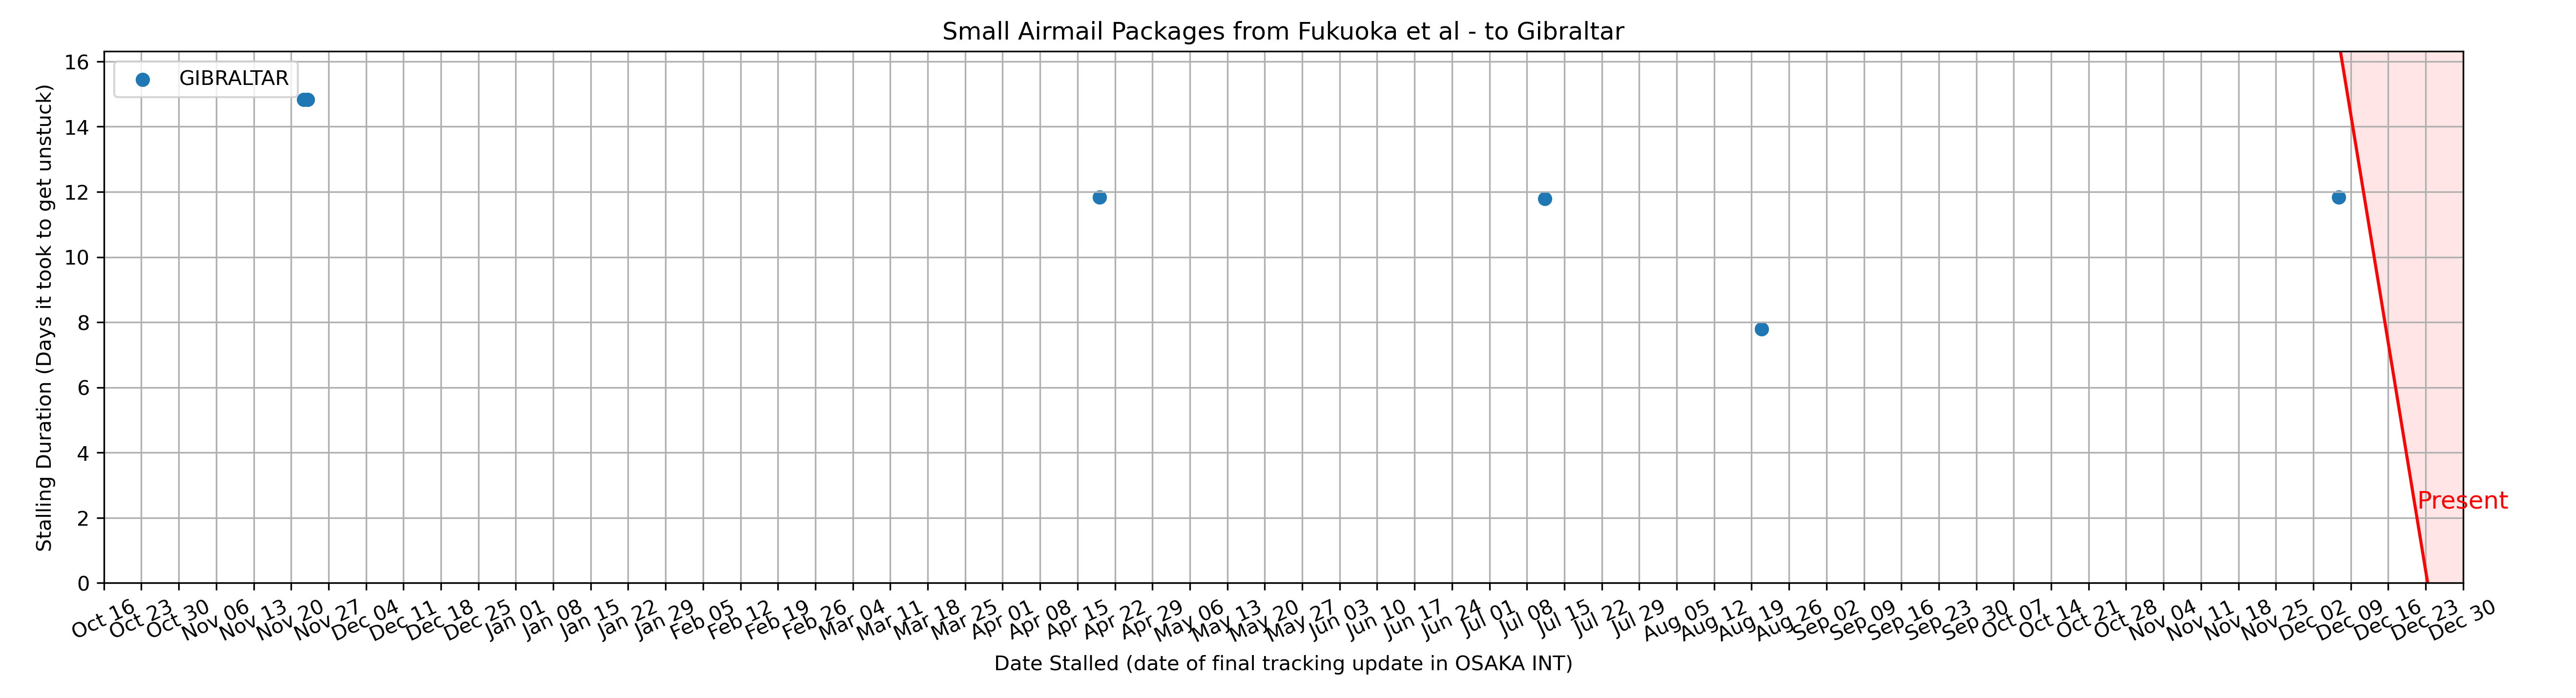 Small Airmail Packages from Fukuoka et al - to Gibraltar
GIBRALTAR
Stalling Duration (Days it took to get unstuck)
16
14
12
10
8
6
4
2
0
Present
Oct 16
Oct 23
Oct 30
Nov 06
Nov 13
Nov 20
Nov 27
Dec 04
Dec 11
Dec 18
Dec 25
Jan 01
Jan 08
Jan 15
Jan 22
Jan 29
Feb 05
Feb 12
Feb 19
Feb 26
Mar 04
Mar 11
Mar 18
Mar 25
Apr 01
Apr 08
Apr 15
Apr 22
Apr 29
May 06
May 13
May 20
May 27
Jun 03
Jun 10
Jun 17
Jun 24
Jul 01
Jul 08
Jul 15
Jul 22
Jul 29
Aug 05
Aug 12
Aug 19
Aug 26
Sep 02
Sep 09
Sep 16
Sep 23
Sep 30
Oct 07
Oct 14
Oct 21
Oct 28
Nov 04
Nov 11
Nov 18
Nov 25
Dec 02
Dec 09
Dec 16
Dec 23
Dec 30
Date Stalled (date of final tracking update in OSAKA INT)